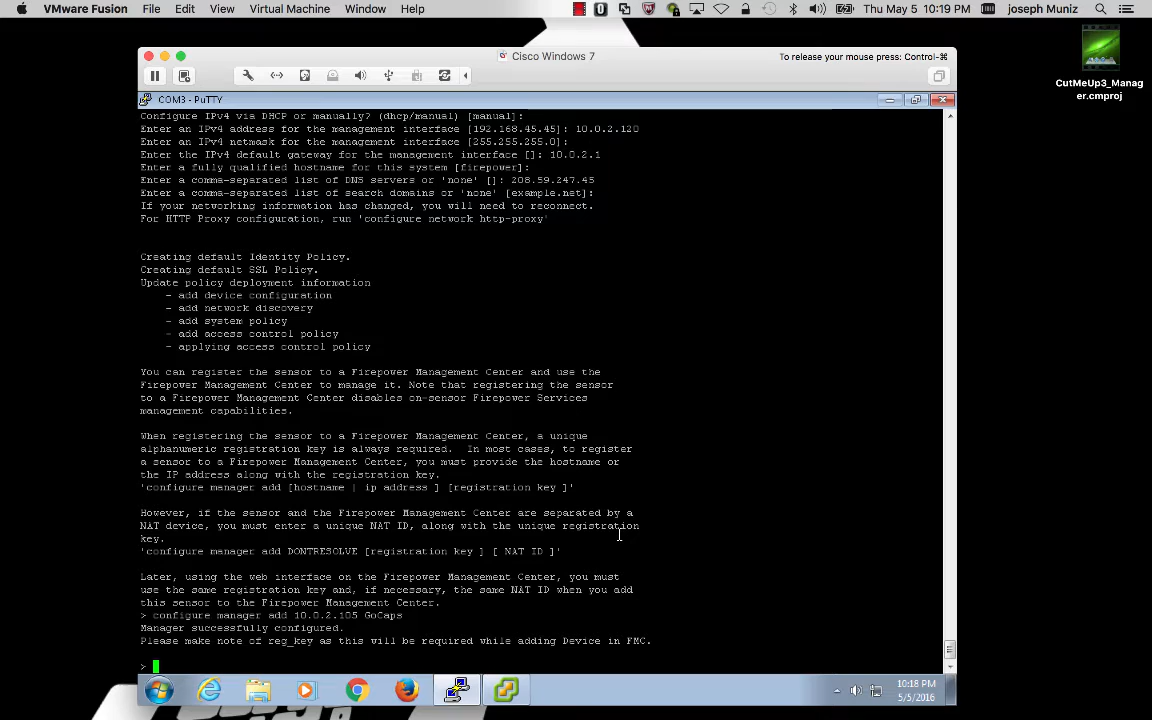 VMware Fusion File Edit View Virtual Machine Window Help Thu May 5 10:19 PM joseph Muniz
Cisco Windows 7
To release your mouse press: Control-⌘
CutMeUp3_Manag
er.cmproj
COM3 - PuTTY
Configure IPv4 via DHCP or manually? (dhcp/manual) [manual]:
Enter an IPv4 address for the management interface [192.168.45.45]: 10.0.2.120
Enter an IPv4 netmask for the management interface [255.255.255.0]:
Enter the IPv4 default gateway for the management interface []: 10.0.2.1
Enter a fully qualified hostname for this system [firepower]:
Enter a comma-separated list of DNS servers or 'none' []: 208.59.247.45
Enter a comma-separated list of search domains or 'none' [example.net]:
If your networking information has changed, you will need to reconnect.
For HTTP Proxy configuration, run 'configure network http-proxy'
Creating default Identity Policy.
Creating default SSL Policy.
Update policy deployment information
- add device configuration
- add network discovery
- add system policy
- add access control policy
- applying access control policy
You can register the sensor to a Firepower Management Center and use the
Firepower Management Center to manage it. Note that registering the sensor
to a Firepower Management Center disables on-sensor Firepower Services
management capabilities.
When registering the sensor to a Firepower Management Center, a unique
alphanumeric registration key is always required.  In most cases, to register
a sensor to a Firepower Management Center, you must provide the hostname or
the IP address along with the registration key.
'configure manager add [hostname | ip address ] [registration key ]'
However, if the sensor and the Firepower Management Center are separated by a
NAT device, you must enter a unique NAT ID, along with the unique registration
key.
'configure manager add DONTRESOLVE [registration key ] [ NAT ID ]'
Later, using the web interface on the Firepower Management Center, you must
use the same registration key and, if necessary, the same NAT ID when you add
this sensor to the Firepower Management Center.
> configure manager add 10.0.2.105 GoCaps
Manager successfully configured.
Please make note of reg_key as this will be required while adding Device in FMC.
>
10:18 PM
5/5/2016